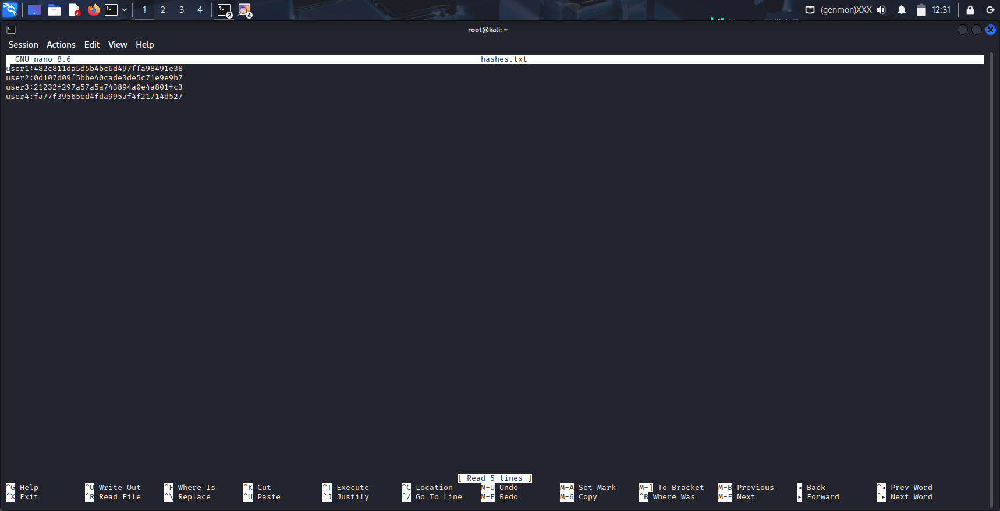 1 2 3 4 2 4 (genmon)XXX 12:31
root@kali: ~
Session Actions Edit View Help
GNU nano 8.6 hashes.txt
user1:482c811da5d5b4bc6d497ffa98491e38
user2:0d107d09f5bbe40cade3de5c71e9e9b7
user3:21232f297a57a5a743894a0e4a801fc3
user4:fa77f39565ed4fda995af4f21714d527
[ Read 5 lines ]
^G Help ^O Write Out ^F Where Is ^K Cut ^T Execute ^C Location M-U Undo M-A Set Mark M-] To Bracket M-B Previous ◂ Back ^◂ Prev Word
^X Exit ^R Read File ^\ Replace ^U Paste ^J Justify ^/ Go To Line M-E Redo M-6 Copy ^B Where Was M-F Next ▸ Forward ^▸ Next Word